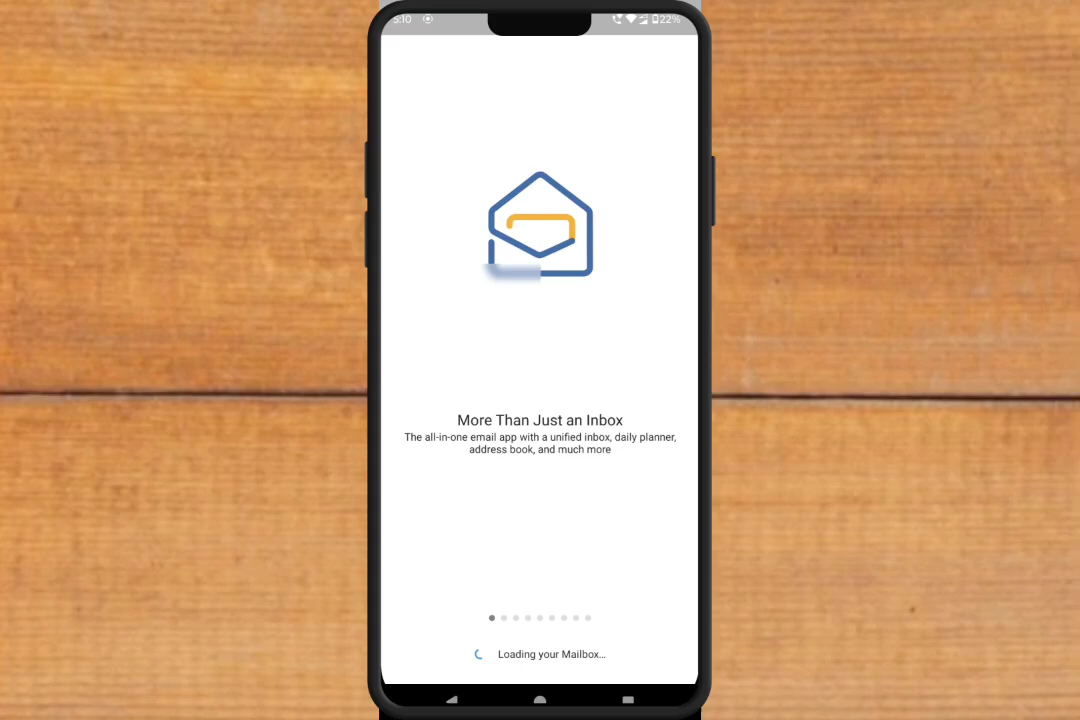 5:10 22%
More Than Just an Inbox
The all-in-one email app with a unified inbox, daily planner,
address book, and much more
Loading your Mailbox...